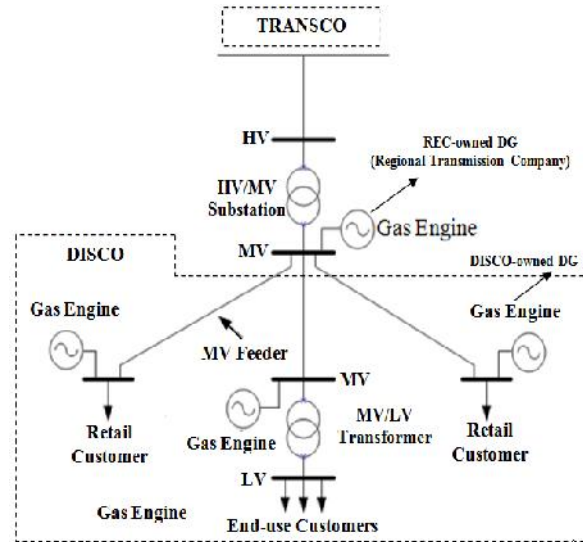 TRANSCO
HV
REC-owned DG
(Regional Transmission Company)
HV/MV
Substation
Gas Engine
MV
DISCO
DISCO-owned DG
Gas Engine
Gas Engine
MV Feeder
MV
Gas Engine
MV/LV
Transformer
Retail
Customer
Retail
Customer
LV
Gas Engine
End-use Customers